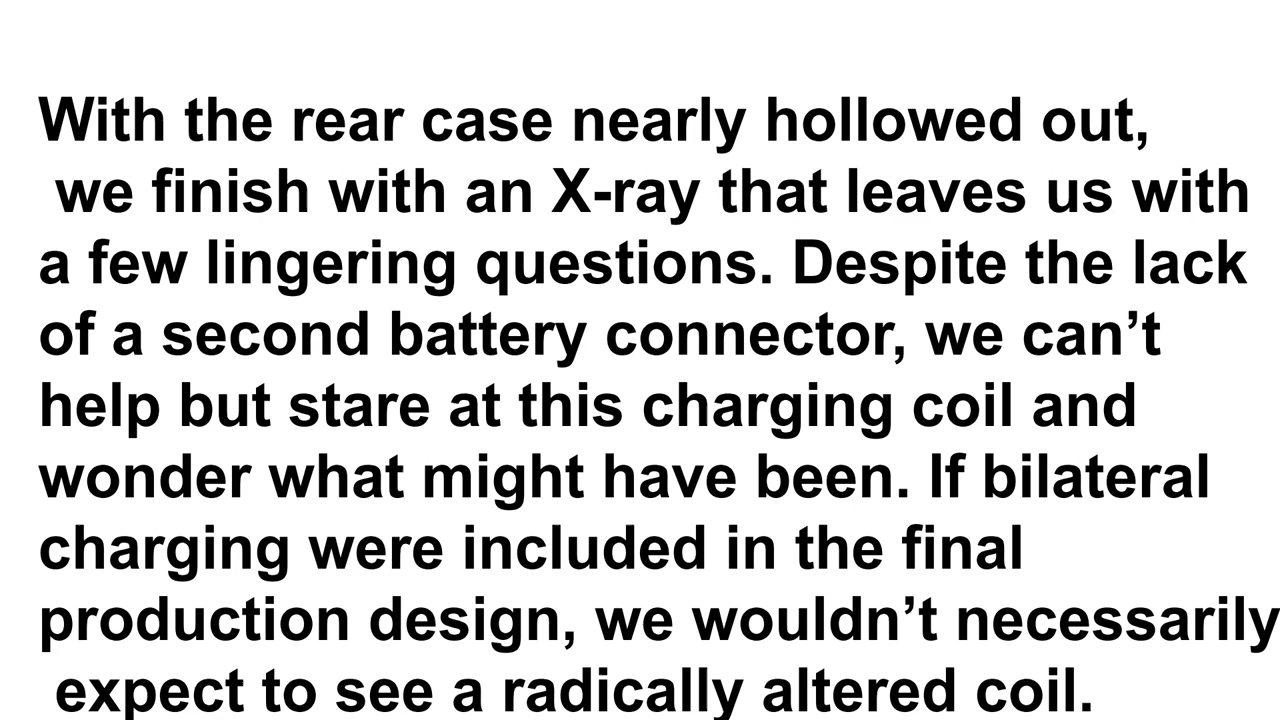 With the rear case nearly hollowed out,
we finish with an X-ray that leaves us with
a few lingering questions. Despite the lack
of a second battery connector, we can’t
help but stare at this charging coil and
wonder what might have been. If bilateral
charging were included in the final
production design, we wouldn’t necessarily
expect to see a radically altered coil.